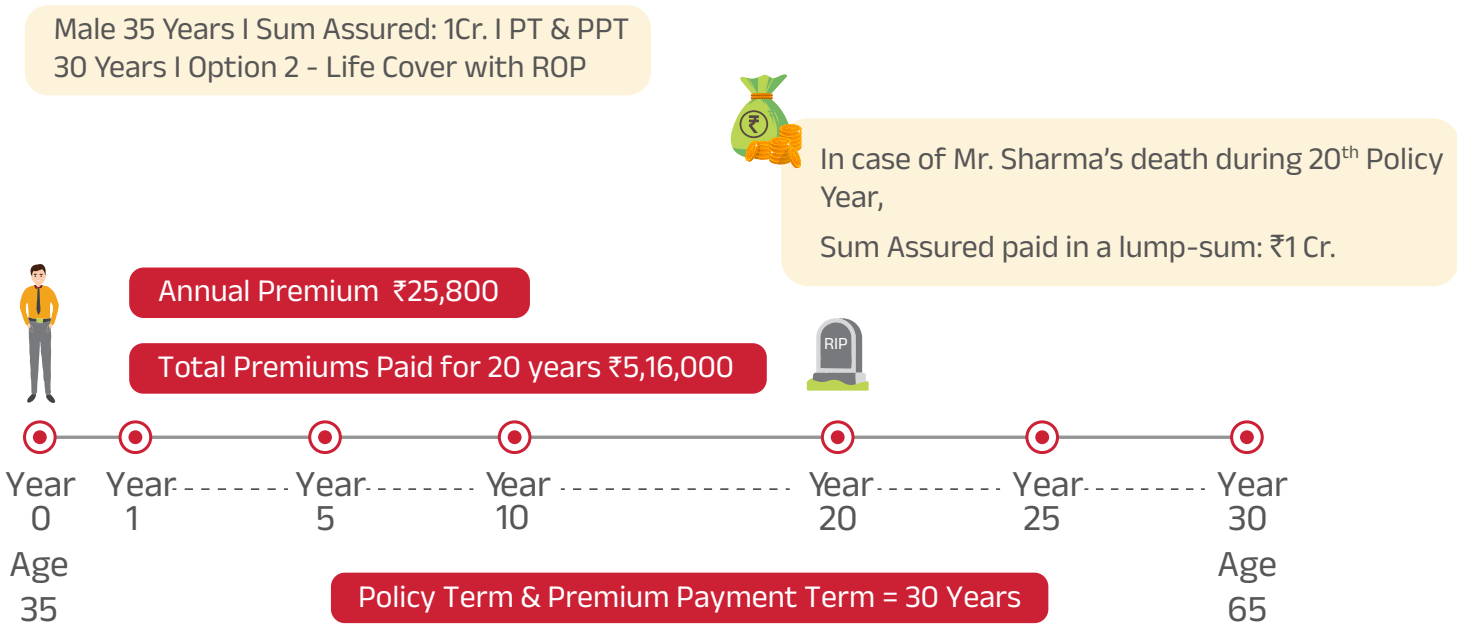 Male 35 Years I Sum Assured: 1Cr. I PT & PPT
30 Years I Option 2 - Life Cover with ROP
₹
In case of Mr. Sharma's death during 20th Policy
Year,
Sum Assured paid in a lump-sum: ₹1 Cr.
Annual Premium ₹25,800
Total Premiums Paid for 20 years ₹5,16,000
RIP
Year Year Year Year Year Year Year
0 1 5 10 20 25 30
Age Age
35 65
Policy Term & Premium Payment Term = 30 Years